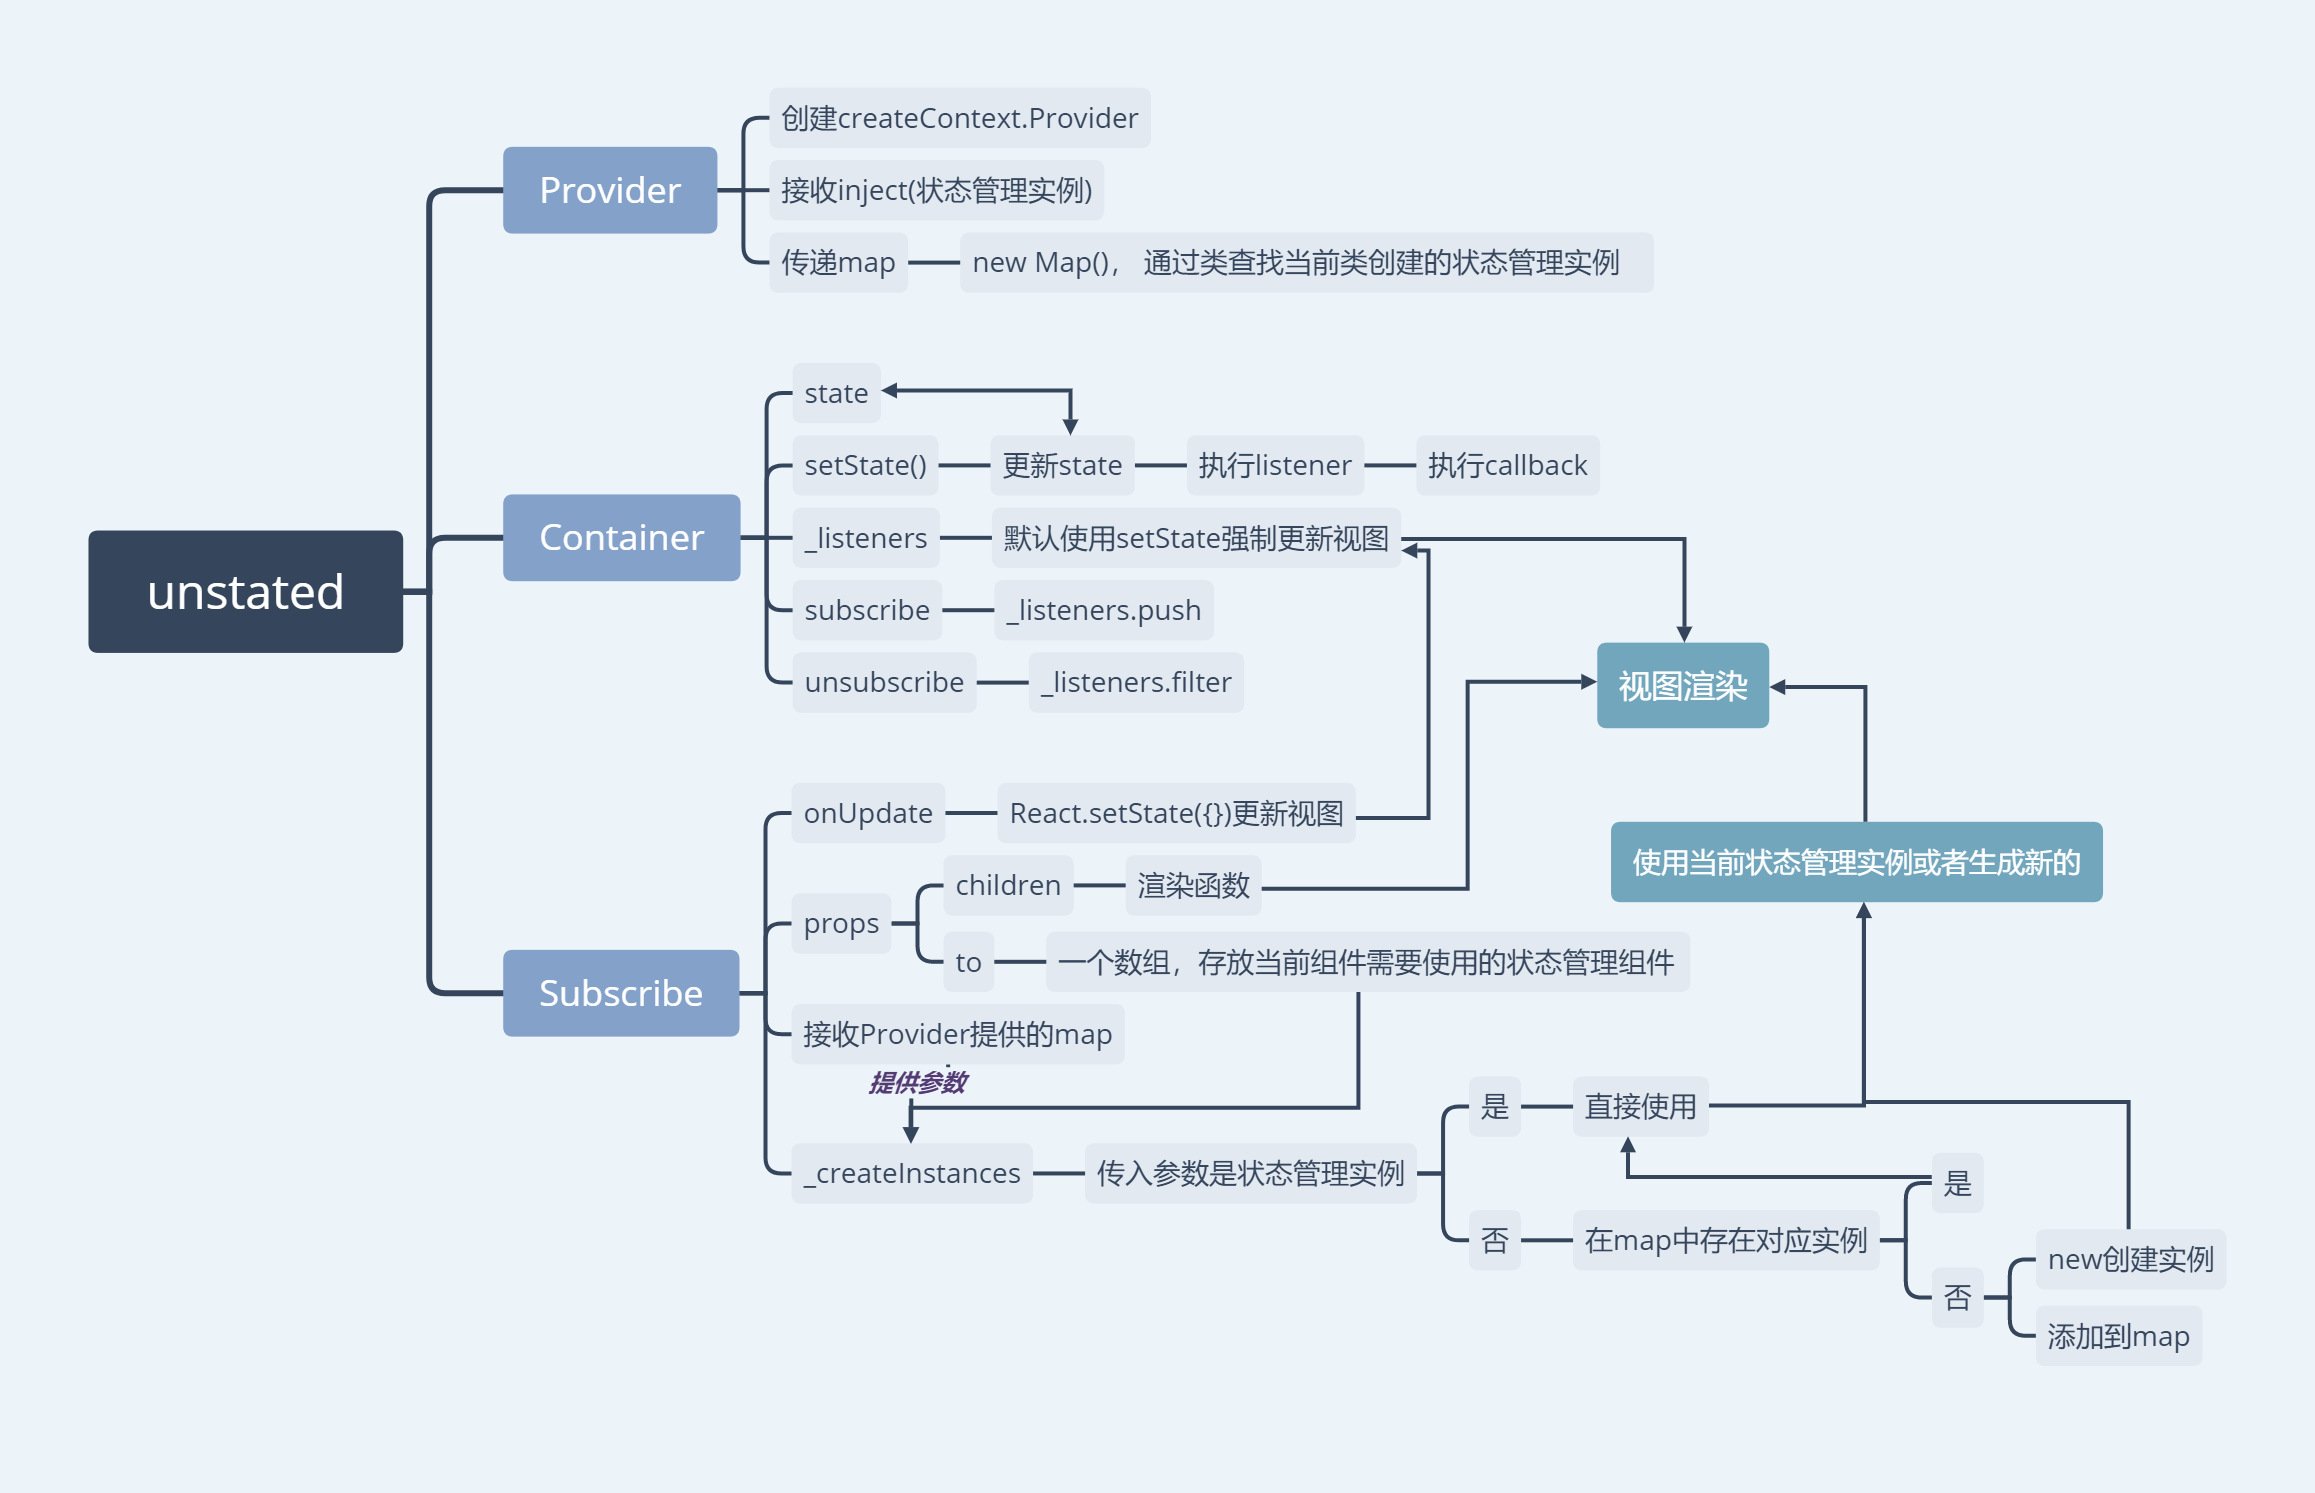 unstated
Provider
创建createContext.Provider
接收inject(状态管理实例)
传递map
new Map()， 通过类查找当前类创建的状态管理实例
Container
state
setState()
更新state
执行listener
执行callback
_listeners
默认使用setState强制更新视图
subscribe
_listeners.push
unsubscribe
_listeners.filter
视图渲染
Subscribe
onUpdate
React.setState({})更新视图
props
children
渲染函数
to
一个数组，存放当前组件需要使用的状态管理组件
使用当前状态管理实例或者生成新的
接收Provider提供的map
提供参数
_createInstances
传入参数是状态管理实例
是
直接使用
否
在map中存在对应实例
是
否
new创建实例
添加到map